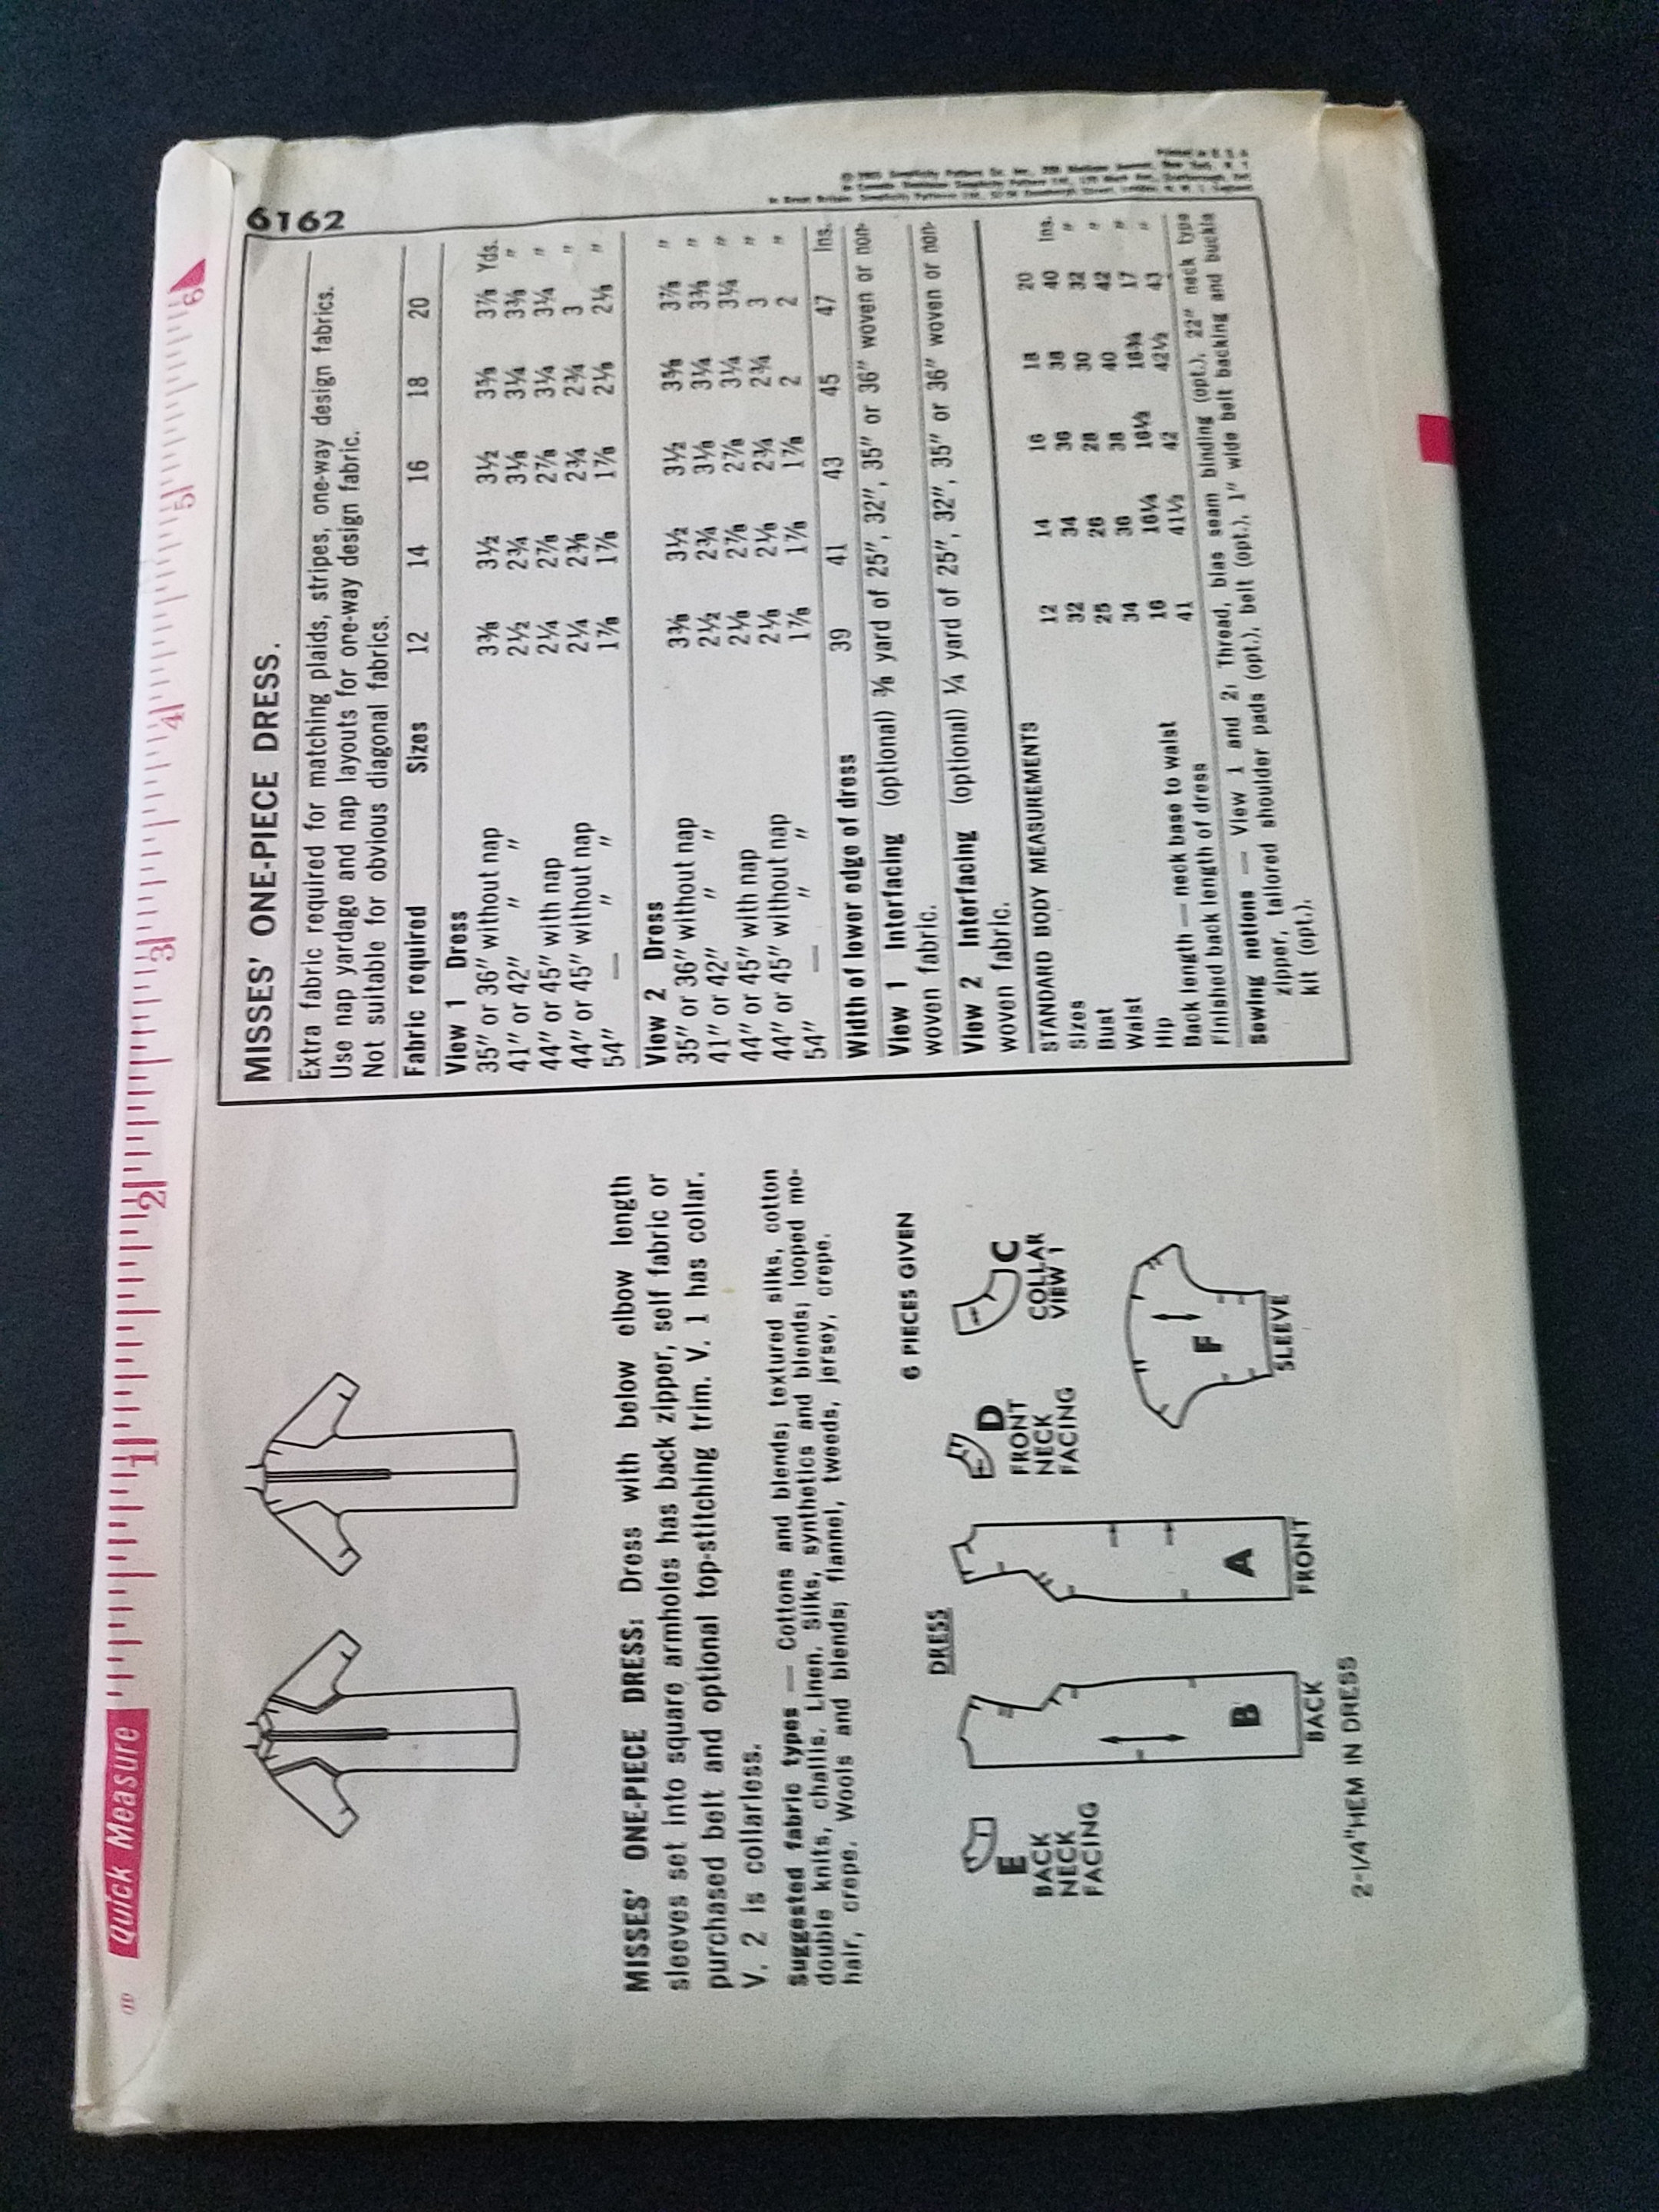 Quick Measure 1 2 3 4 5 6
6162
MISSES' ONE-PIECE DRESS: Dress with below elbow length
sleeves set into square armholes has back zipper, self fabric or
purchased belt and optional top-stitching trim. V. 1 has collar.
V. 2 is collarless.
Suggested fabric types — Cottons and blends; textured silks, cotton
double knits, challis. Linen. Silks, synthetics and blends; looped mo-
hair, crepe. Wools and blends; flannel, tweeds, jersey, crepe.
6 PIECES GIVEN
DRESS
E
BACK
NECK
FACING
B
BACK
A
FRONT
D
FRONT
NECK
FACING
C
COLLAR
VIEW 1
F
SLEEVE
2-1/4"HEM IN DRESS
MISSES' ONE-PIECE DRESS.
Extra fabric required for matching plaids, stripes, one-way design fabrics.
Use nap yardage and nap layouts for one-way design fabric.
Not suitable for obvious diagonal fabrics.
Fabric required Sizes 12 14 16 18 20
View 1 Dress
35" or 36" without nap 3⅜ 3½ 3½ 3⅝ 3⅞ Yds.
41" or 42" " " 2½ 2¾ 3⅛ 3¼ 3⅜ "
44" or 45" with nap 2¼ 2⅞ 2⅞ 3¼ 3¼ "
44" or 45" without nap 2¼ 2⅜ 2¾ 2¾ 3 "
54" — " " 1⅞ 1⅞ 1⅞ 2⅛ 2⅛ "
View 2 Dress
35" or 36" without nap 3⅜ 3½ 3½ 3⅝ 3⅞ "
41" or 42" " " 2½ 2¾ 3⅛ 3¼ 3⅜ "
44" or 45" with nap 2⅛ 2⅞ 2⅞ 3¼ 3¼ "
44" or 45" without nap 2⅛ 2⅛ 2¾ 2¾ 3 "
54" — " " 1⅞ 1⅞ 1⅞ 2 2 "
Width of lower edge of dress 39 41 43 45 47 Ins.
View 1 Interfacing (optional) ⅜ yard of 25", 32", 35" or 36" woven or non-
woven fabric.
View 2 Interfacing (optional) ¼ yard of 25", 32", 35" or 36" woven or non-
woven fabric.
STANDARD BODY MEASUREMENTS
Sizes 12 14 16 18 20
Bust 32 34 36 38 40 Ins.
Waist 25 26 28 30 32 "
Hip 34 36 38 40 42 "
Back length — neck base to waist 16 16¼ 16½ 16¾ 17 "
Finished back length of dress 41 41½ 42 42½ 43 "
Sewing notions — View 1 and 2: Thread, bias seam binding (opt.), 22" neck type
zipper, tailored shoulder pads (opt.), belt (opt.), 1" wide belt backing and buckle
kit (opt.).
Simplicity Pattern Co. Inc.
Printed in U.S.A.